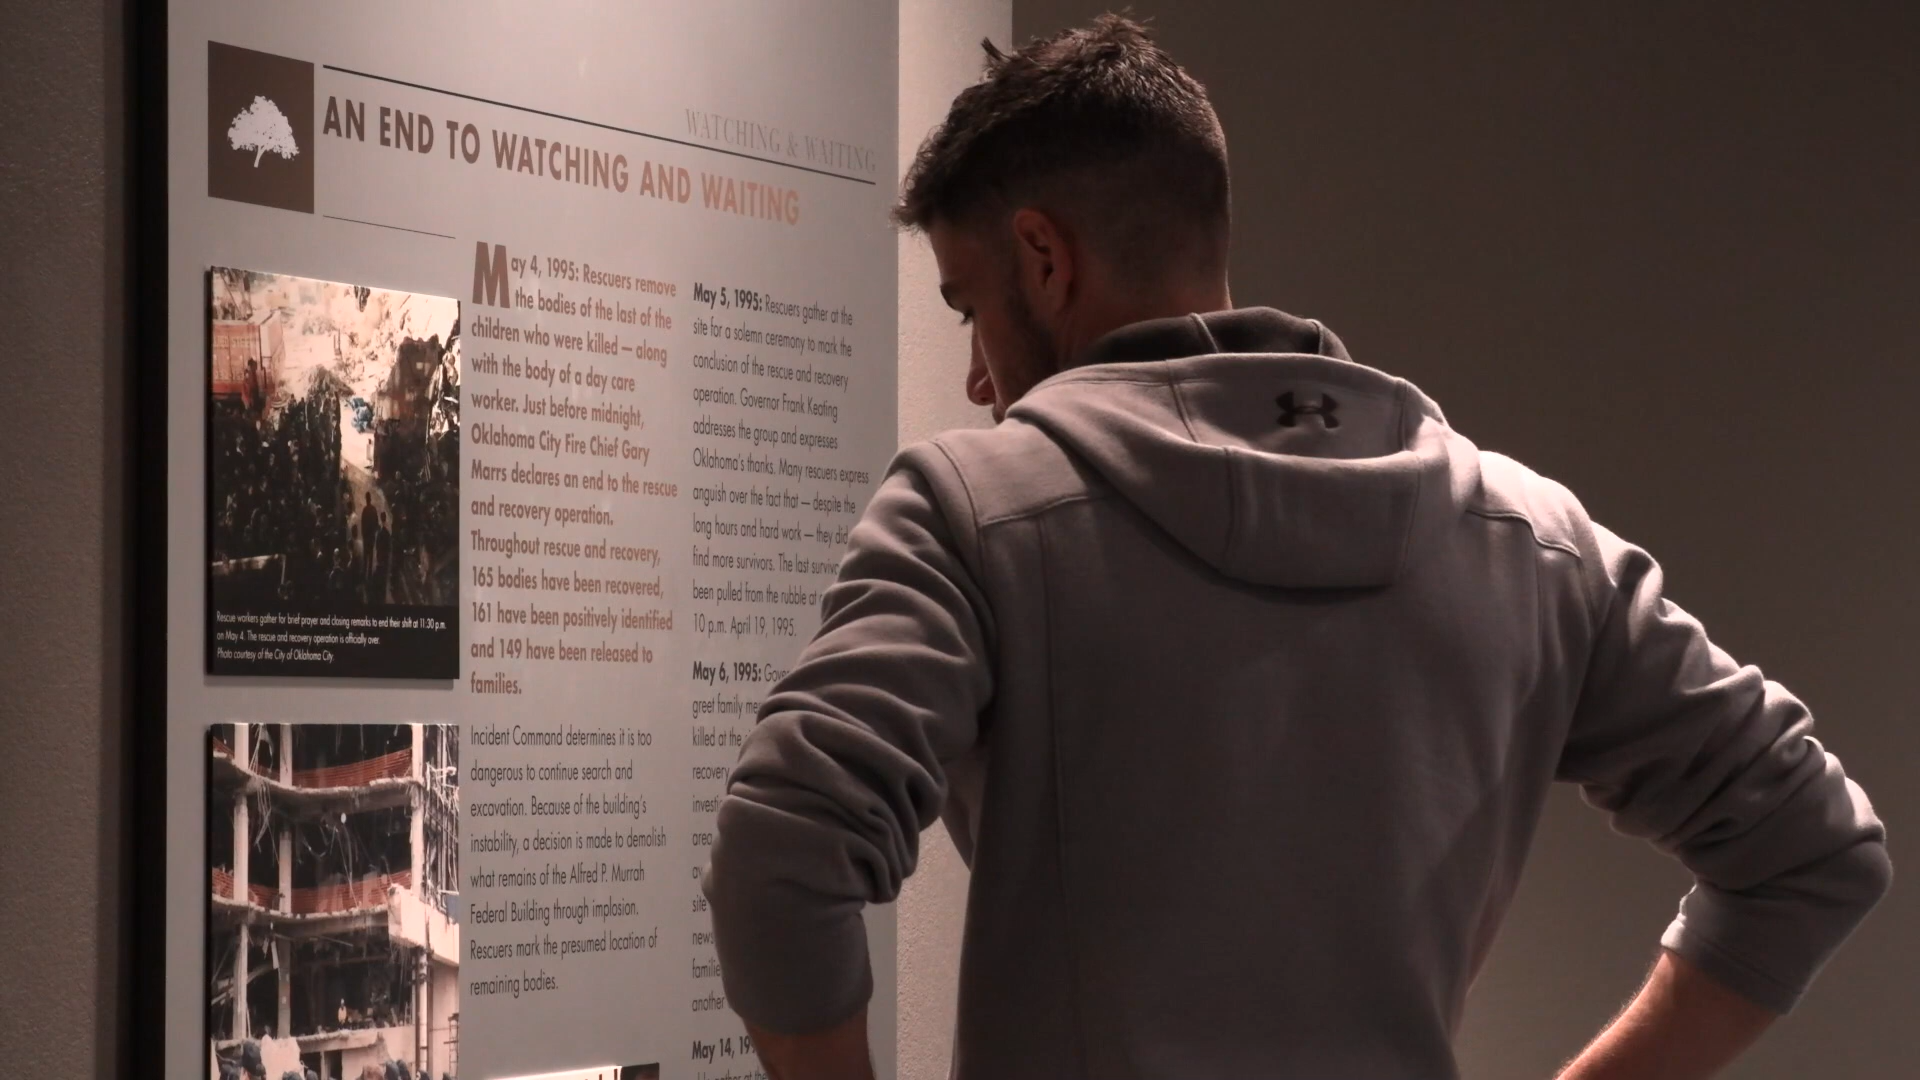 WATCHING & WAITING
AN END TO WATCHING AND WAITING
May 4, 1995: Rescuers remove
the bodies of the last of the
children who were killed — along
with the body of a day care
worker. Just before midnight,
Oklahoma City Fire Chief Gary
Marrs declares an end to the rescue
and recovery operation.
Throughout rescue and recovery,
165 bodies have been recovered,
161 have been positively identified
and 149 have been released to
families.
Incident Command determines it is too
dangerous to continue search and
excavation. Because of the building's
instability, a decision is made to demolish
what remains of the Alfred P. Murrah
Federal Building through implosion.
Rescuers mark the presumed location of
remaining bodies.
May 5, 1995: Rescuers gather at the
site for a solemn ceremony to mark the
conclusion of the rescue and recovery
operation. Governor Frank Keating
addresses the group and expresses
Oklahoma's thanks. Many rescuers express
anguish over the fact that — despite the
long hours and hard work — they did
find more survivors. The last
been pulled from the rubble at
10 p.m. April 19, 1995.
May 6, 1995:
greet family
killed at the
recovery
area
site
news
another
May 14,
Rescue workers gather for brief prayer and closing remarks to end their shift at 11:30 p.m.
on May 4. The rescue and recovery operation is officially over.
Photo courtesy of the City of Oklahoma City.